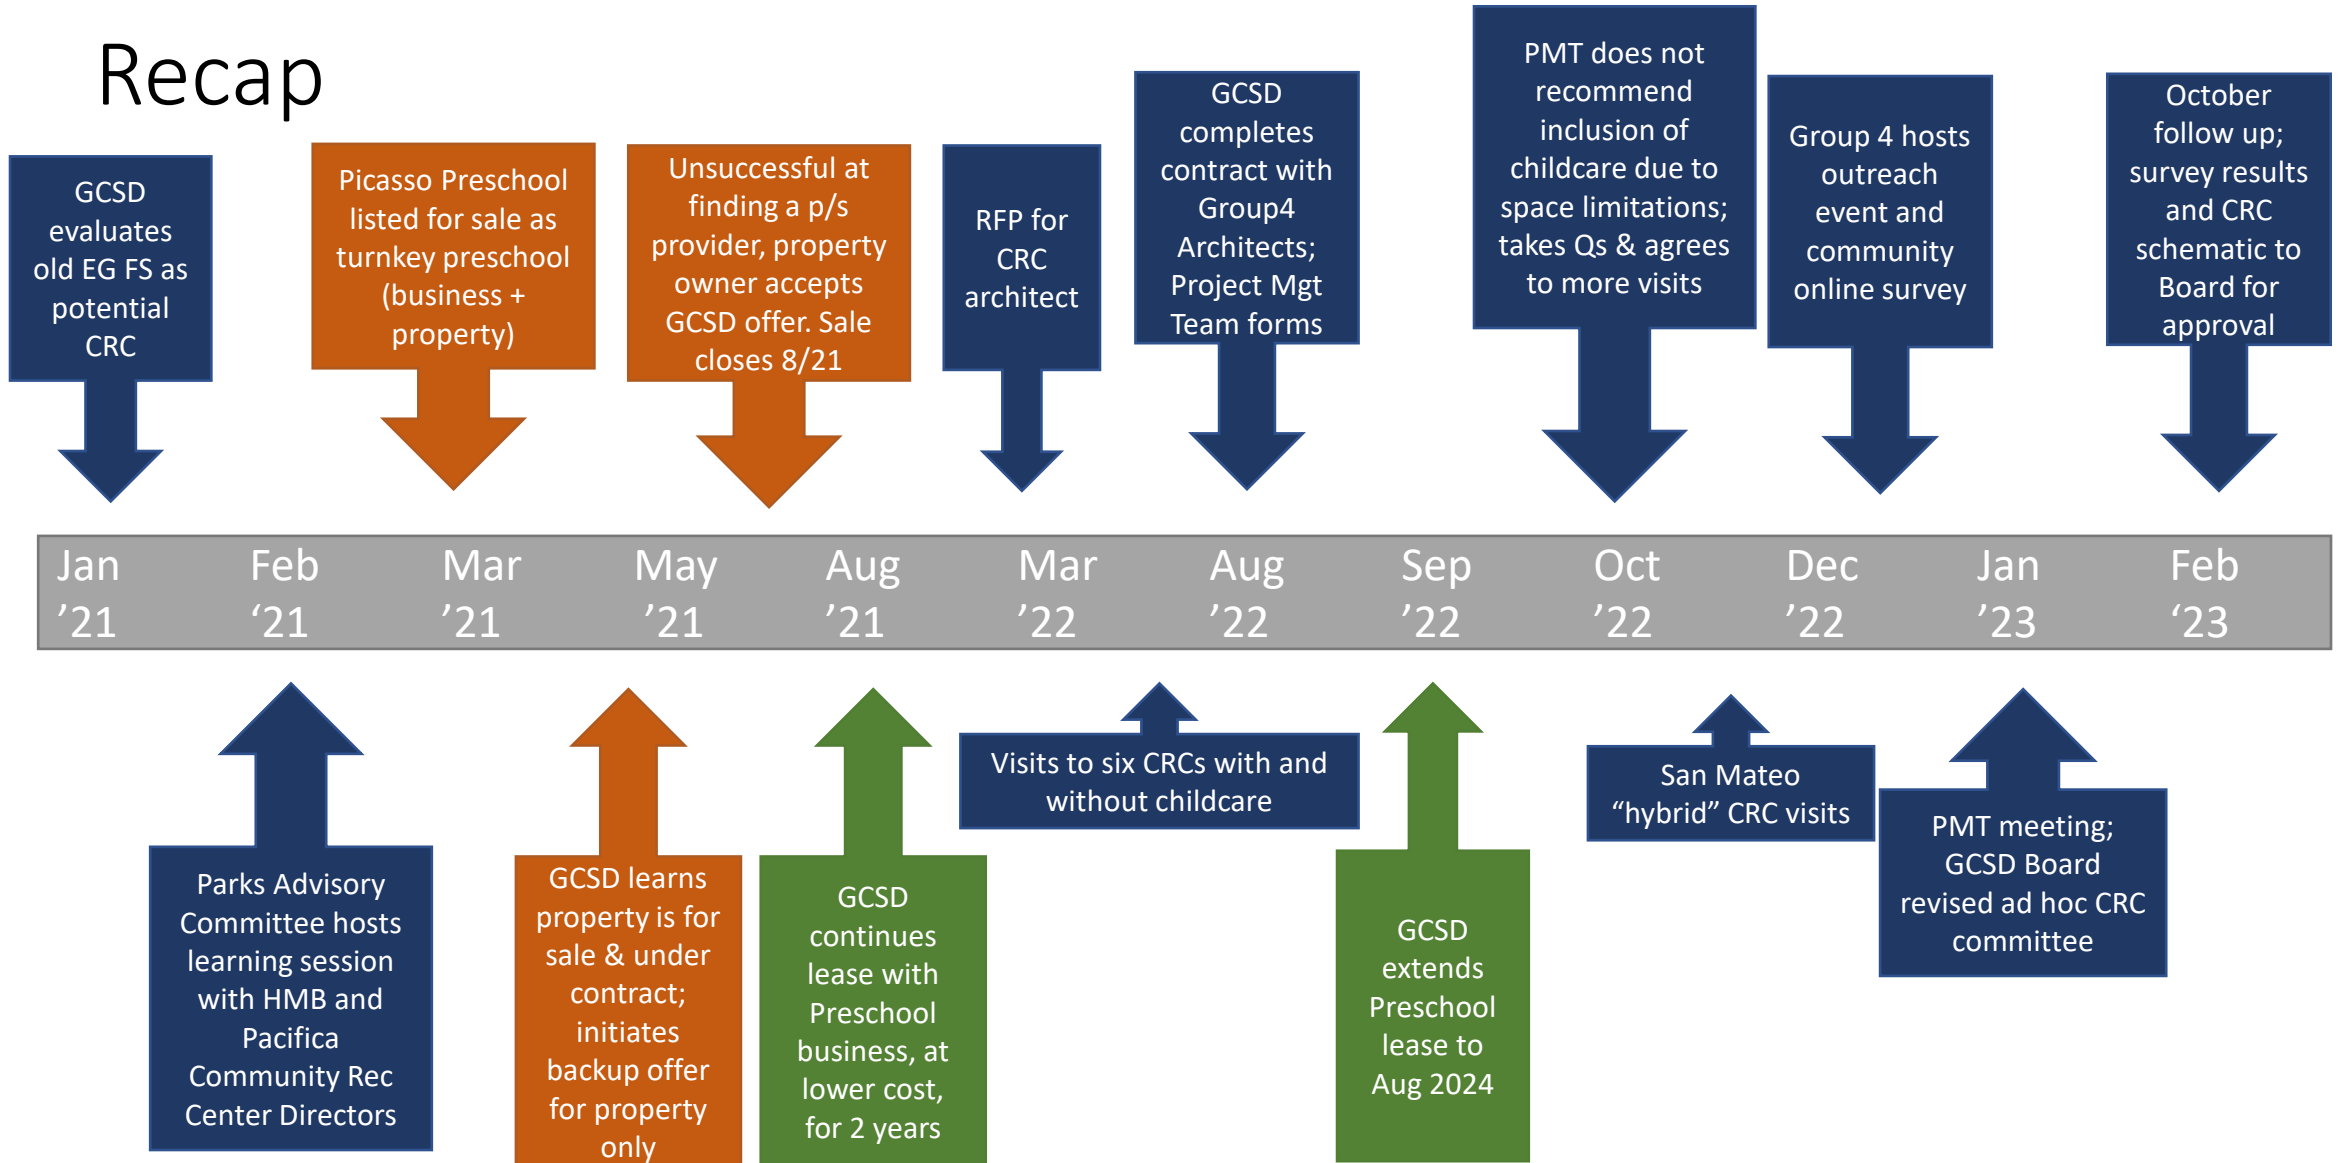 Recap
GCSD
evaluates
old EG FS as
potential
CRC
Picasso Preschool
listed for sale as
turnkey preschool
(business +
property)
Unsuccessful at
finding a p/s
provider, property
owner accepts
GCSD offer. Sale
closes 8/21
RFP for
CRC
architect
GCSD
completes
contract with
Group4
Architects;
Project Mgt
Team forms
PMT does not
recommend
inclusion of
childcare due to
space limitations;
takes Qs & agrees
to more visits
Group 4 hosts
outreach
event and
community
online survey
October
follow up;
survey results
and CRC
schematic to
Board for
approval
Jan
’21
Feb
‘21
Mar
’21
May
’21
Aug
’21
Mar
’22
Aug
’22
Sep
’22
Oct
’22
Dec
’22
Jan
’23
Feb
‘23
Parks Advisory
Committee hosts
learning session
with HMB and
Pacifica
Community Rec
Center Directors
GCSD learns
property is for
sale & under
contract;
initiates
backup offer
for property
only
GCSD
continues
lease with
Preschool
business, at
lower cost,
for 2 years
Visits to six CRCs with and
without childcare
GCSD
extends
Preschool
lease to
Aug 2024
San Mateo
“hybrid” CRC visits
PMT meeting;
GCSD Board
revised ad hoc CRC
committee